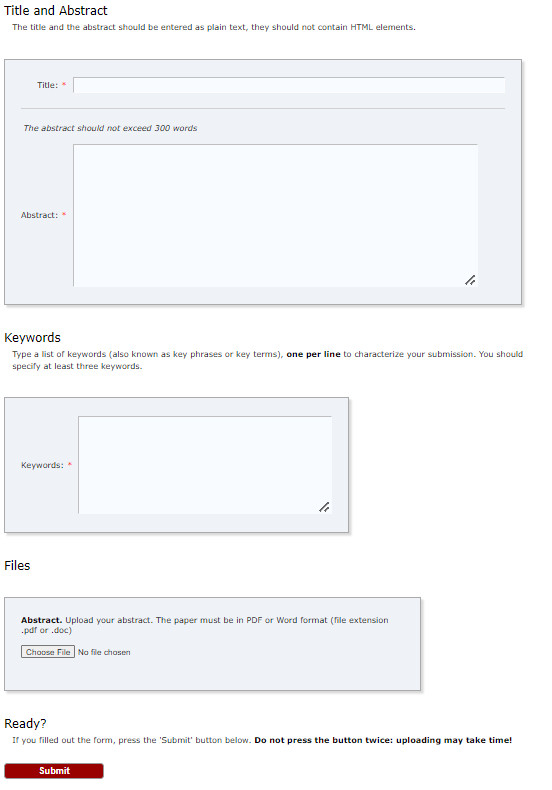 Title and Abstract
The title and the abstract should be entered as plain text, they should not contain HTML elements.
Title: *
The abstract should not exceed 300 words
Abstract: *
Keywords
Type a list of keywords (also known as key phrases or key terms), one per line to characterize your submission. You should
specify at least three keywords.
Keywords: *
Files
Abstract. Upload your abstract. The paper must be in PDF or Word format (file extension
.pdf or .doc)
Choose File No file chosen
Ready?
If you filled out the form, press the 'Submit' button below. Do not press the button twice: uploading may take time!
Submit